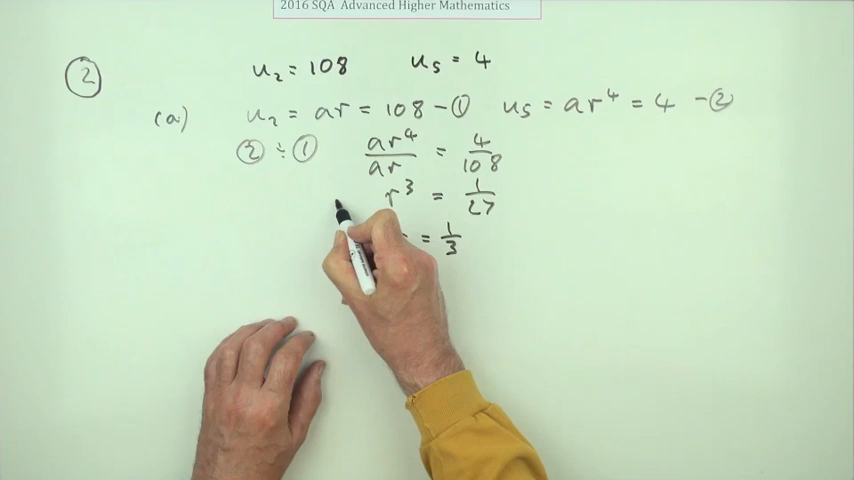 2016 SQA Advanced Higher Mathematics
② u₂ = 108 u₅ = 4
(a) u₂ = ar = 108 – ① u₅ = ar⁴ = 4 – ②
② ÷ ① ar⁴/ar = 4/108
r³ = 1/27
= 1/3